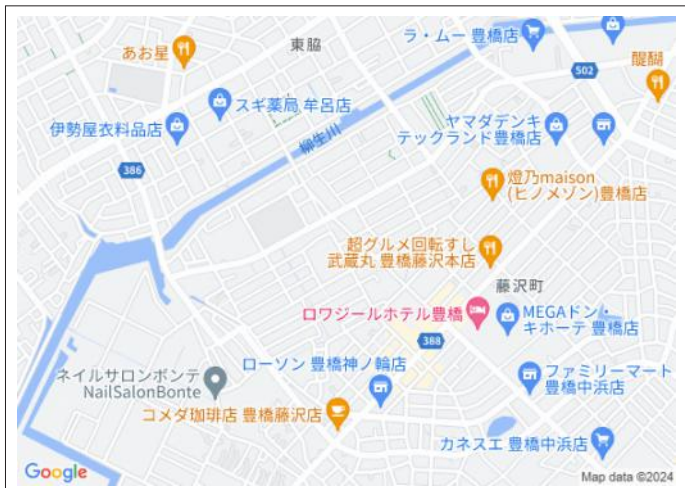 東脇
ラ・ムー 豊橋店
あお星
502
醍醐
スギ薬局 牟呂店
ヤマダデンキ
テックランド豊橋店
伊勢屋衣料品店
柳生川
386
燈乃maison
(ヒノメゾン)豊橋店
超グルメ回転すし
武蔵丸 豊橋藤沢本店
藤沢町
ロワジールホテル豊橋
MEGAドン・
キホーテ 豊橋店
388
ローソン 豊橋神ノ輪店
ファミリーマート
豊橋中浜店
ネイルサロンボンテ
NailSalonBonte
コメダ珈琲店 豊橋藤沢店
カネスエ 豊橋中浜店
Google
Map data ©2024